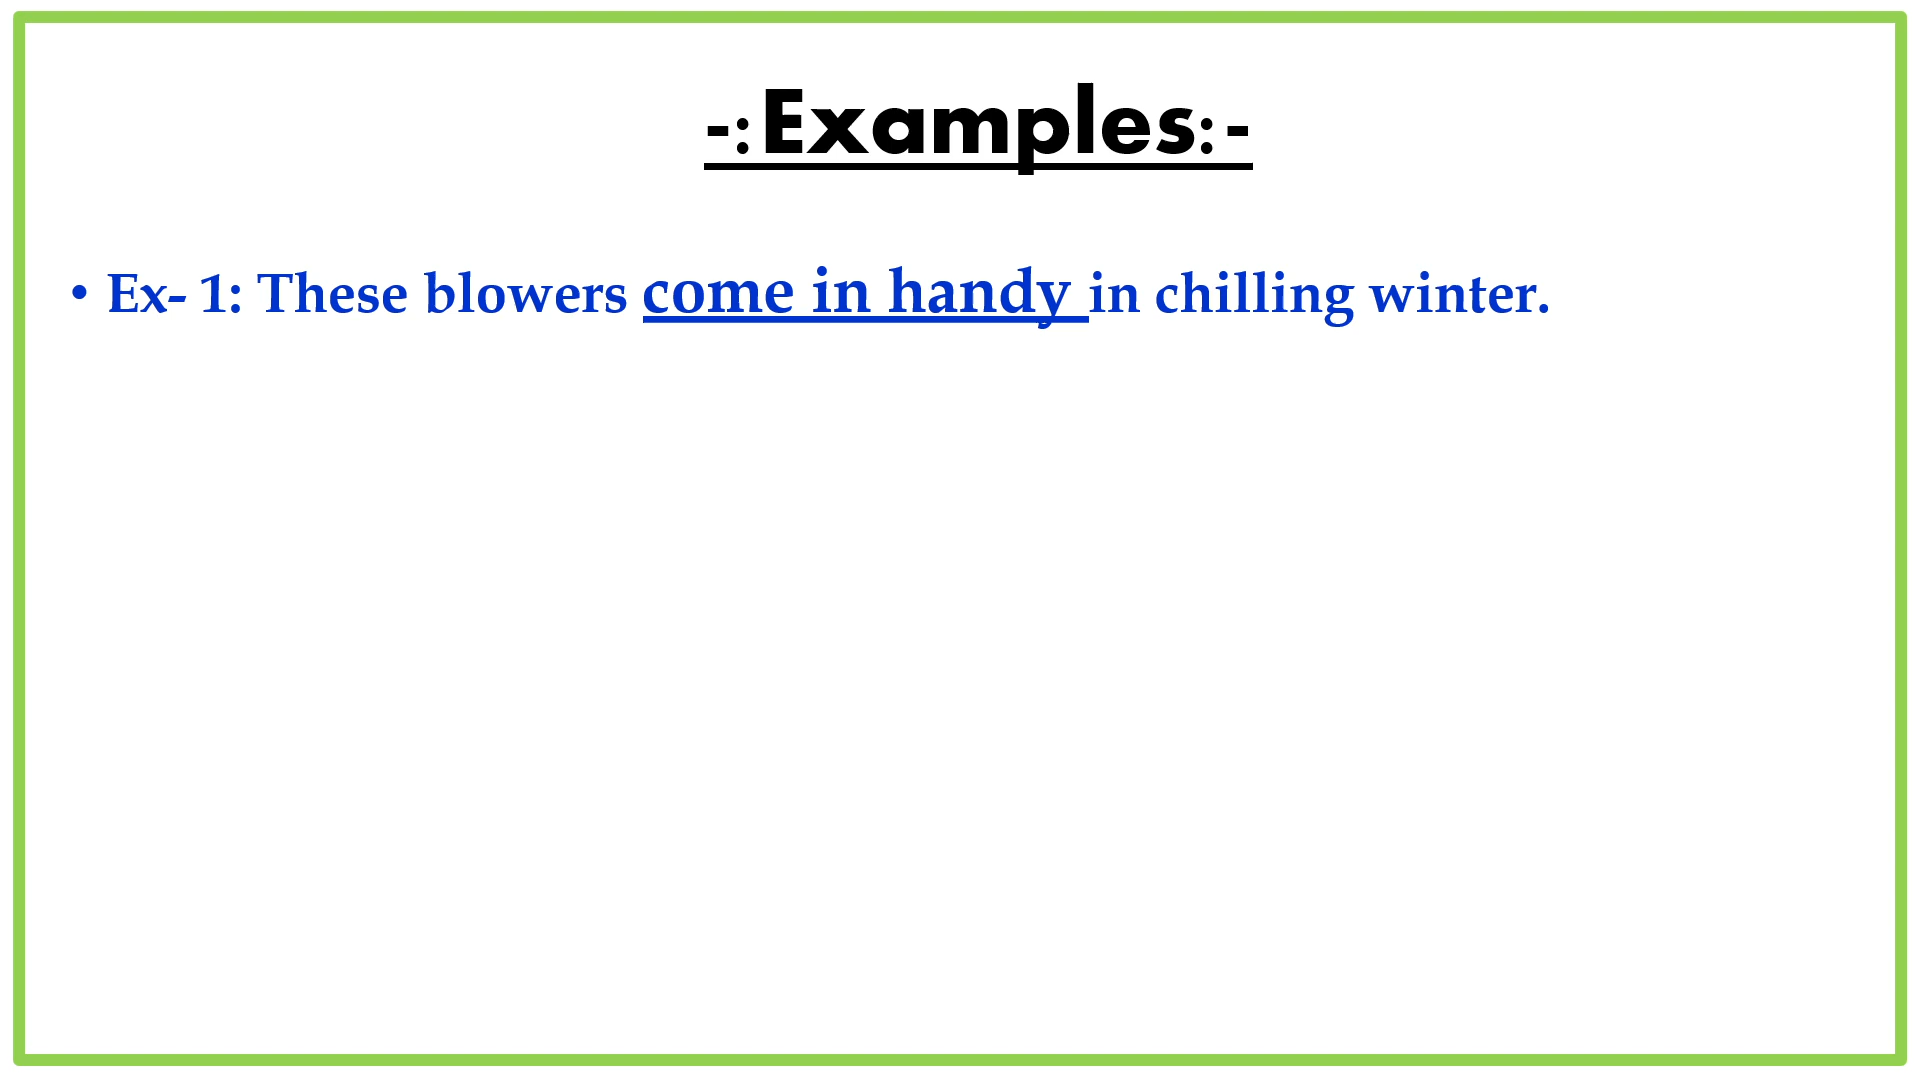 -:Examples:-
• Ex- 1: These blowers come in handy in chilling winter.